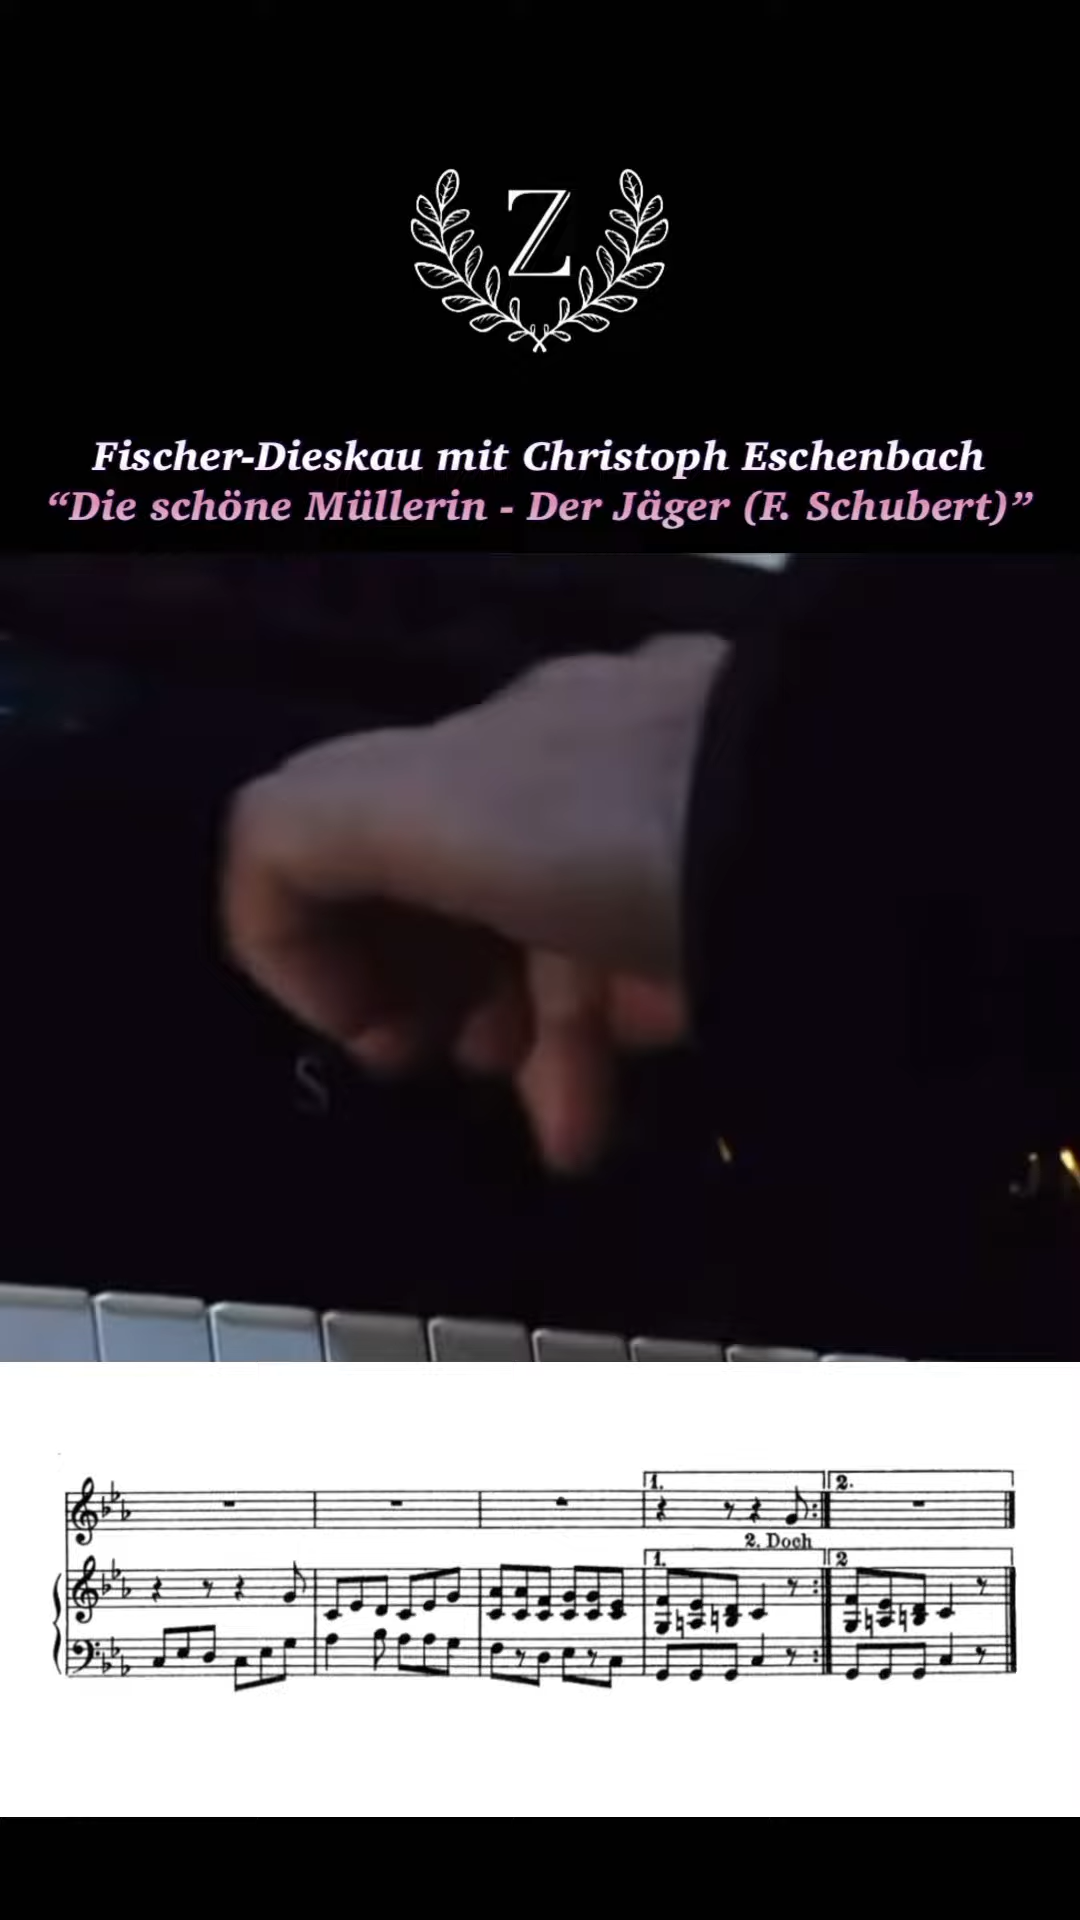 Z
Fischer-Dieskau mit Christoph Eschenbach
“Die schöne Müllerin - Der Jäger (F. Schubert)”
S
1.
2.
2. Doch
1.
2